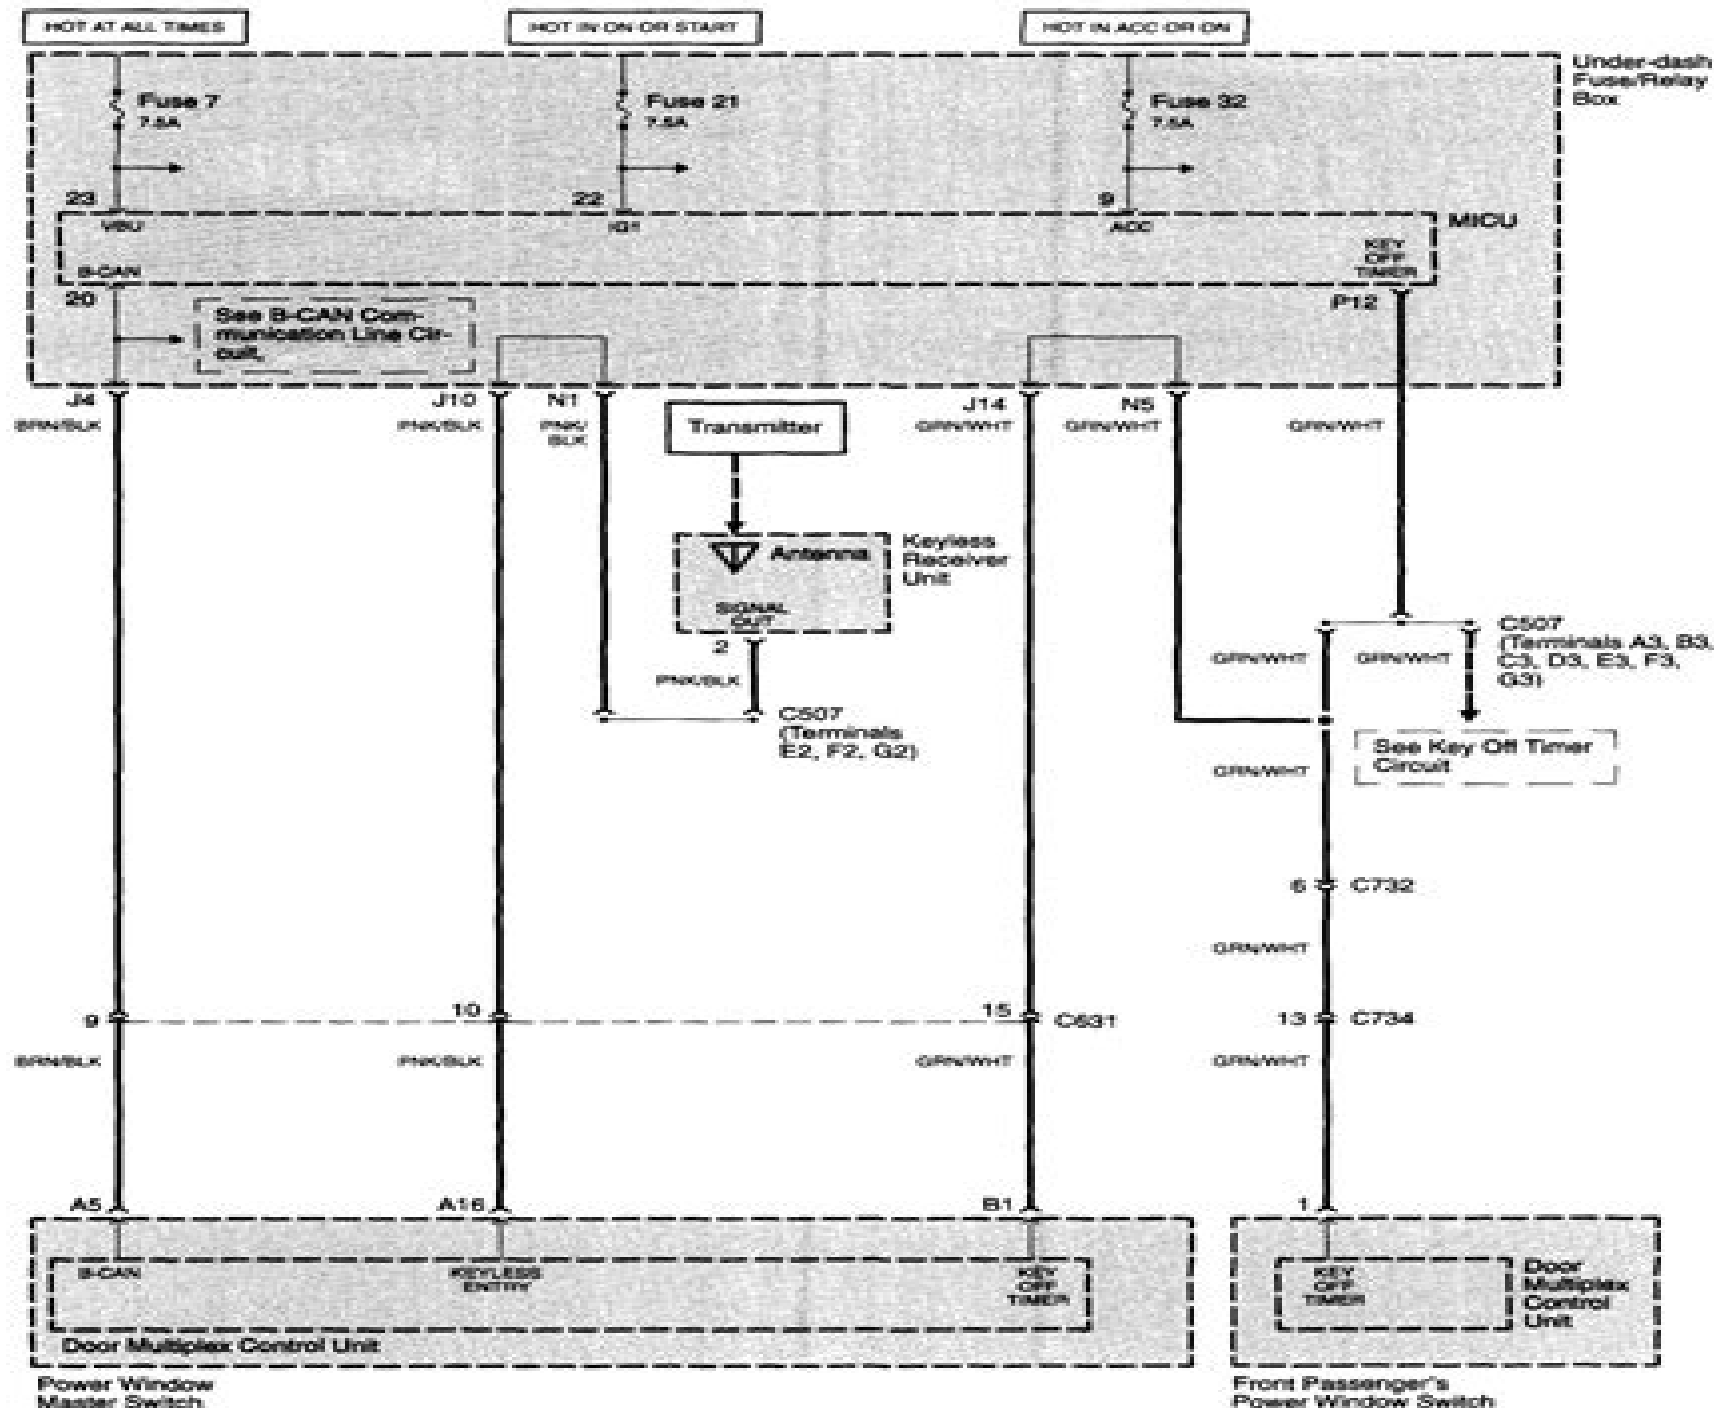 HOT AT ALL TIMES
HOT IN ON OR START
HOT IN ACC OR ON
Under-dash
Fuse/Relay
Box
Fuse 7
7.5A
Fuse 21
7.5A
Fuse 32
7.5A
23
22
9
VBU
IG1
ACC
MICU
KEY
OFF
TIMER
B-CAN
20
P12
See B-CAN Com-
munication Line Cir-
cuit.
J4
J10
N1
J14
N5
BRN/BLK
PNK/BLK
PNK/
BLK
GRN/WHT
GRN/WHT
GRN/WHT
Transmitter
Antenna
Keyless
Receiver
Unit
SIGNAL
OUT
2
PNK/BLK
C507
(Terminals
E2, F2, G2)
C507
(Terminals A3, B3,
C3, D3, E3, F3,
G3)
GRN/WHT
GRN/WHT
See Key Off Timer
Circuit
GRN/WHT
6
C732
GRN/WHT
9
10
15
C631
13
C734
BRN/BLK
PNK/BLK
GRN/WHT
GRN/WHT
A5
A16
B1
1
B-CAN
KEYLESS
ENTRY
KEY
OFF
TIMER
KEY
OFF
TIMER
Door
Multiplex
Control
Unit
Door Multiplex Control Unit
Power Window
Master Switch
Front Passenger's
Power Window Switch